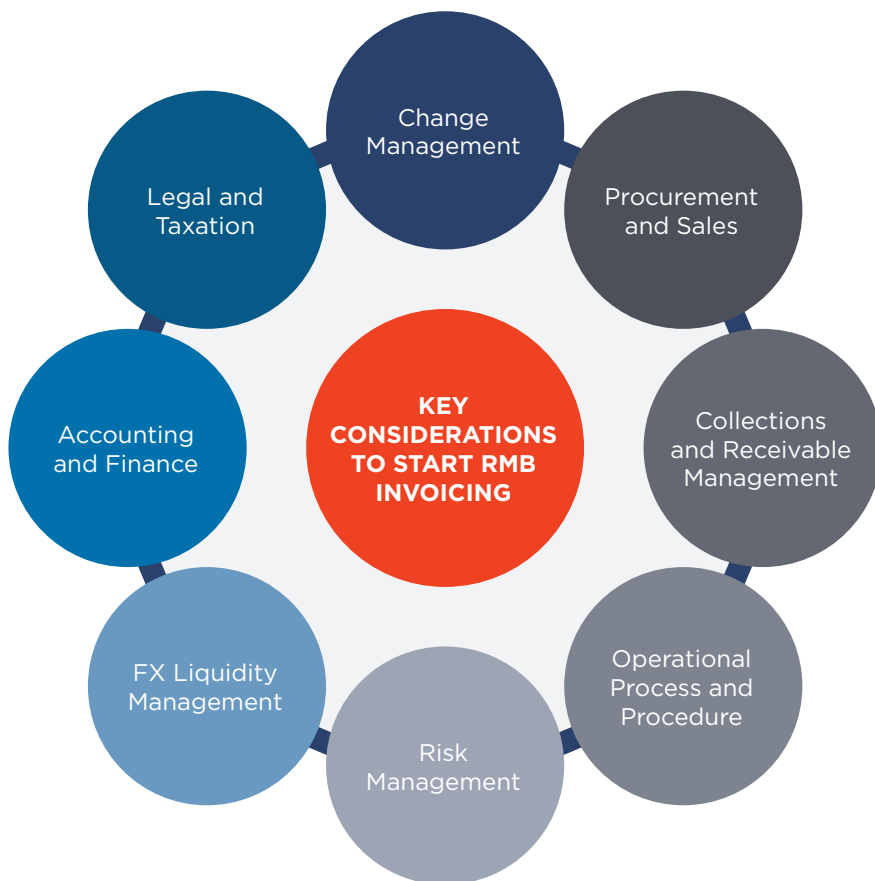 Change
Management
Procurement
and Sales
Collections
and Receivable
Management
Operational
Process and
Procedure
Risk
Management
FX Liquidity
Management
Accounting
and Finance
Legal and
Taxation
KEY
CONSIDERATIONS
TO START RMB
INVOICING